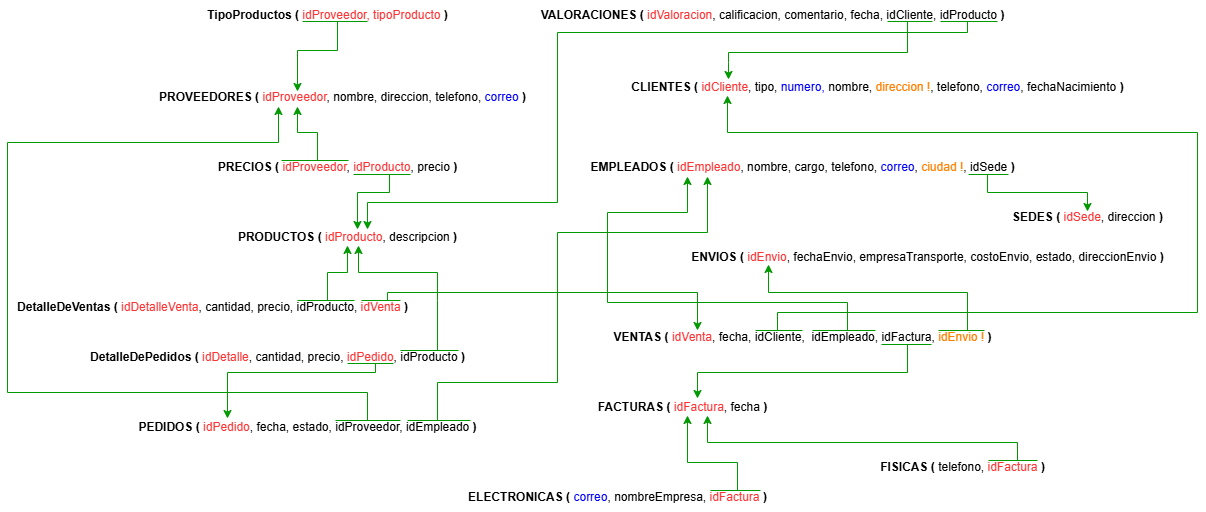 TipoProductos ( idProveedor, tipoProducto )
VALORACIONES ( idValoracion, calificacion, comentario, fecha, idCliente, idProducto )
PROVEEDORES ( idProveedor, nombre, direccion, telefono, correo )
CLIENTES ( idCliente, tipo, numero, nombre, direccion !, telefono, correo, fechaNacimiento )
PRECIOS ( idProveedor, idProducto, precio )
EMPLEADOS ( idEmpleado, nombre, cargo, telefono, correo, ciudad !, idSede )
SEDES ( idSede, direccion )
PRODUCTOS ( idProducto, descripcion )
ENVIOS ( idEnvio, fechaEnvio, empresaTransporte, costoEnvio, estado, direccionEnvio )
DetalleDeVentas ( idDetalleVenta, cantidad, precio, idProducto, idVenta )
VENTAS ( idVenta, fecha, idCliente, idEmpleado, idFactura, idEnvio ! )
DetalleDePedidos ( idDetalle, cantidad, precio, idPedido, idProducto )
FACTURAS ( idFactura, fecha )
PEDIDOS ( idPedido, fecha, estado, idProveedor, idEmpleado )
FISICAS ( telefono, idFactura )
ELECTRONICAS ( correo, nombreEmpresa, idFactura )